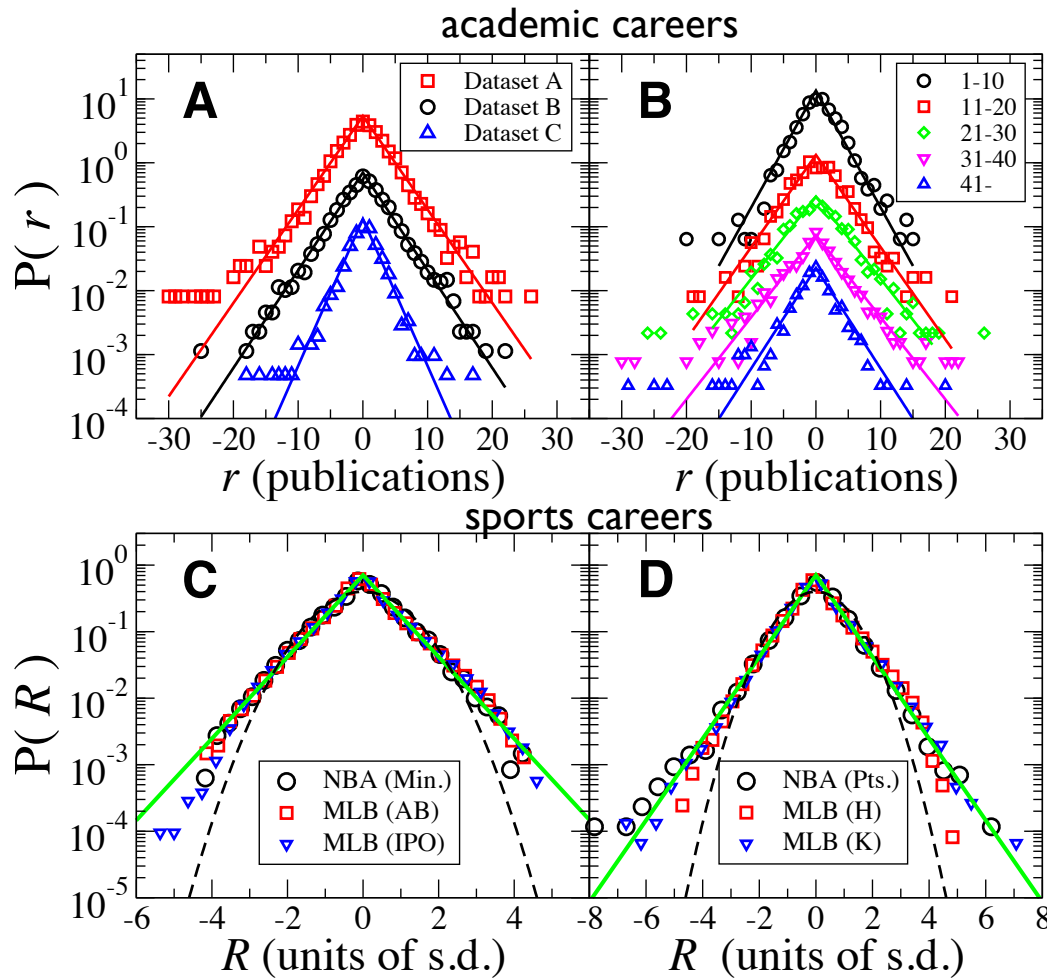 academic careers
P( r )
A
Dataset A
Dataset B
Dataset C
B
1-10
11-20
21-30
31-40
41-
10^1
10^0
10^-1
10^-2
10^-3
10^-4
-30 -20 -10 0 10 20
-30 -20 -10 0 10 20 30
r (publications)
r (publications)
sports careers
P( R )
C
NBA (Min.)
MLB (AB)
MLB (IPO)
D
NBA (Pts.)
MLB (H)
MLB (K)
10^0
10^-1
10^-2
10^-3
10^-4
10^-5
-6 -4 -2 0 2 4
-8 -6 -4 -2 0 2 4 6 8
R (units of s.d.)
R (units of s.d.)